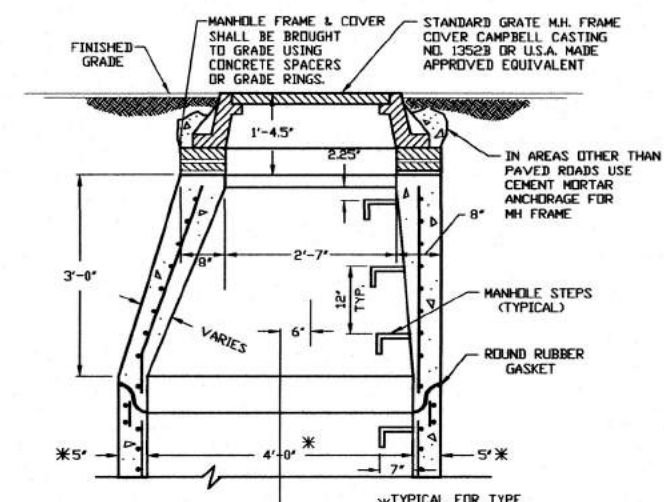 MANHOLE FRAME & COVER
SHALL BE BROUGHT
TO GRADE USING
CONCRETE SPACERS
OR GRADE RINGS.
STANDARD GRATE M.H. FRAME
COVER CAMPBELL CASTING
NO. 1352B OR U.S.A. MADE
APPROVED EQUIVALENT
FINISHED
GRADE
1'-4.5"
2.25"
IN AREAS OTHER THAN
PAVED ROADS USE
CEMENT MORTAR
ANCHORAGE FOR
MH FRAME
8"
8"
2'-7"
3'-0"
12"
TYP.
MANHOLE STEPS
(TYPICAL)
6"
VARIES
ROUND RUBBER
GASKET
*5"
4'-0"
*
5"*
7"
*TYPICAL FOR TYPE